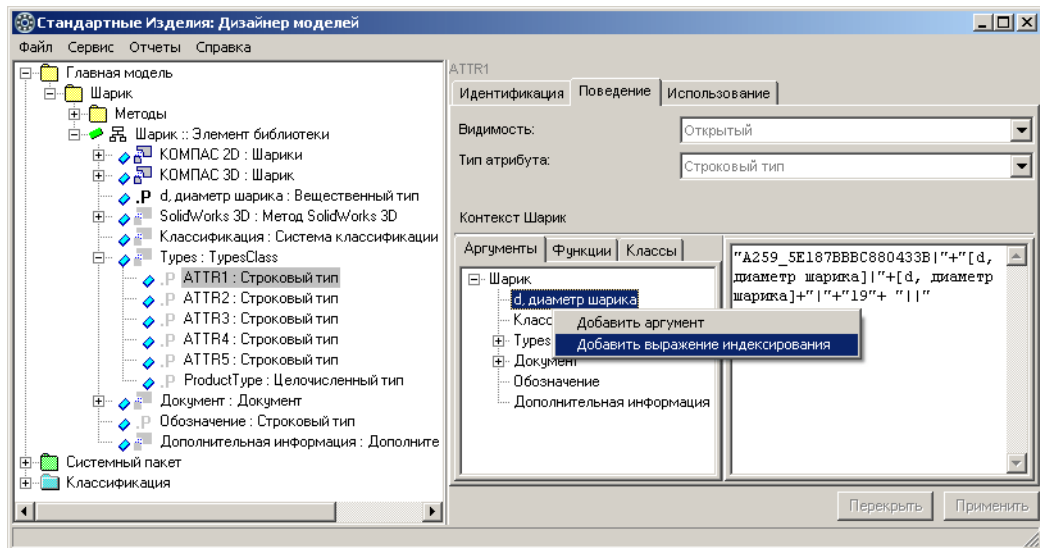 Стандартные Изделия: Дизайнер моделей
Файл Сервис Отчеты Справка
Главная модель
Шарик
Методы
Шарик :: Элемент библиотеки
КОМПАС 2D : Шарики
КОМПАС 3D : Шарик
.P d, диаметр шарика : Вещественный тип
SolidWorks 3D : Метод SolidWorks 3D
Классификация : Система классификации
Types : TypesClass
.P ATTR1 : Строковый тип
.P ATTR2 : Строковый тип
.P ATTR3 : Строковый тип
.P ATTR4 : Строковый тип
.P ATTR5 : Строковый тип
.P ProductType : Целочисленный тип
Документ : Документ
.P Обозначение : Строковый тип
Дополнительная информация : Дополните
Системный пакет
Классификация
ATTR1
Идентификация Поведение Использование
Видимость: Открытый
Тип атрибута: Строковый тип
Контекст Шарик
Аргументы Функции Классы
Шарик
d, диаметр шарика
Класс
Types
Документ
Обозначение
Дополнительная информация
Добавить аргумент
Добавить выражение индексирования
"A259_5E187BBBC880433B|"+"[d,
диаметр шарика]|"+[d, диаметр
шарика]+"|"+"19"+ "||"
Перекрыть Применить